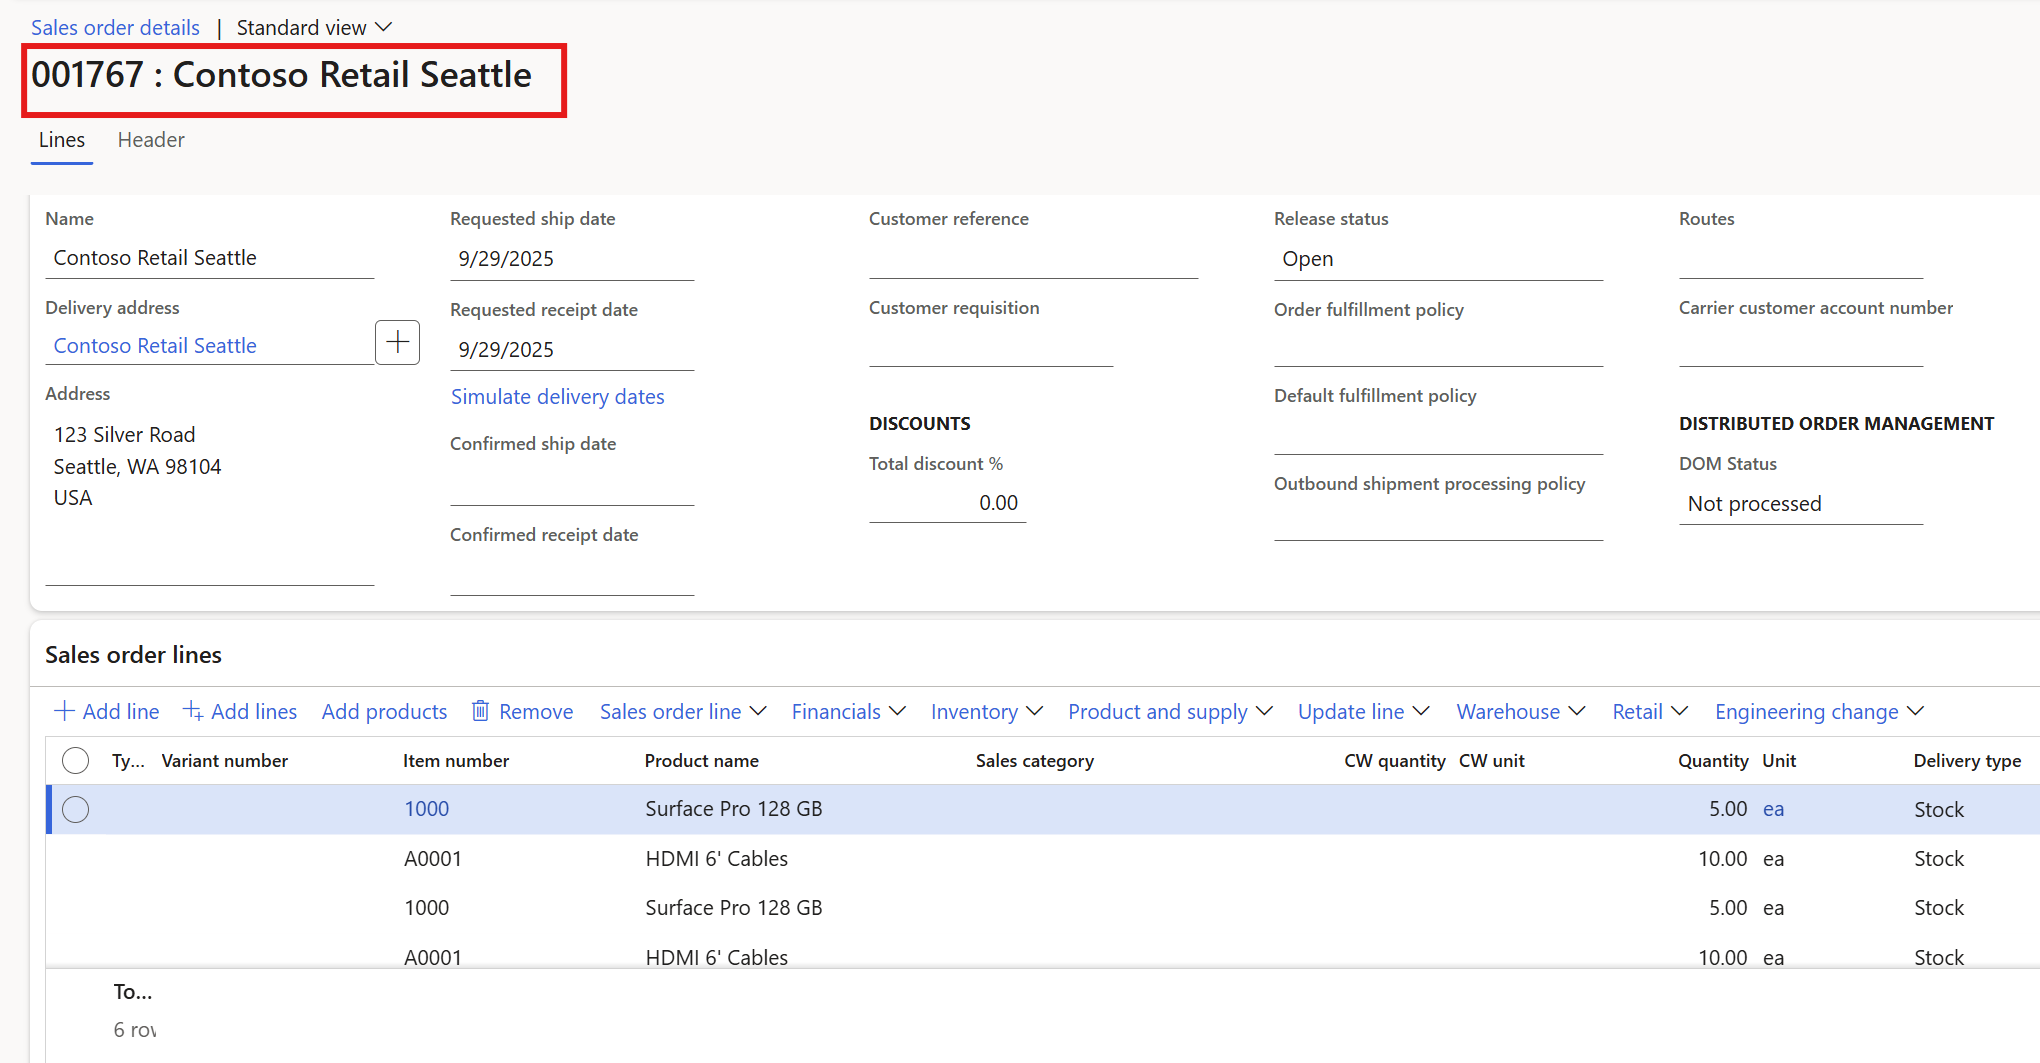 Sales order details | Standard view
001767 : Contoso Retail Seattle
Lines Header
Name
Contoso Retail Seattle
Delivery address
Contoso Retail Seattle
Address
123 Silver Road
Seattle, WA 98104
USA
Requested ship date
9/29/2025
Requested receipt date
9/29/2025
Simulate delivery dates
Confirmed ship date
Confirmed receipt date
Customer reference
Customer requisition
DISCOUNTS
Total discount %
0.00
Release status
Open
Order fulfillment policy
Default fulfillment policy
Outbound shipment processing policy
Routes
Carrier customer account number
DISTRIBUTED ORDER MANAGEMENT
DOM Status
Not processed
Sales order lines
Add line Add lines Add products Remove Sales order line Financials Inventory Product and supply Update line Warehouse Retail Engineering change
Ty... Variant number Item number Product name Sales category CW quantity CW unit Quantity Unit Delivery type
1000 Surface Pro 128 GB 5.00 ea Stock
A0001 HDMI 6' Cables 10.00 ea Stock
1000 Surface Pro 128 GB 5.00 ea Stock
A0001 HDMI 6' Cables 10.00 ea Stock
To...
6